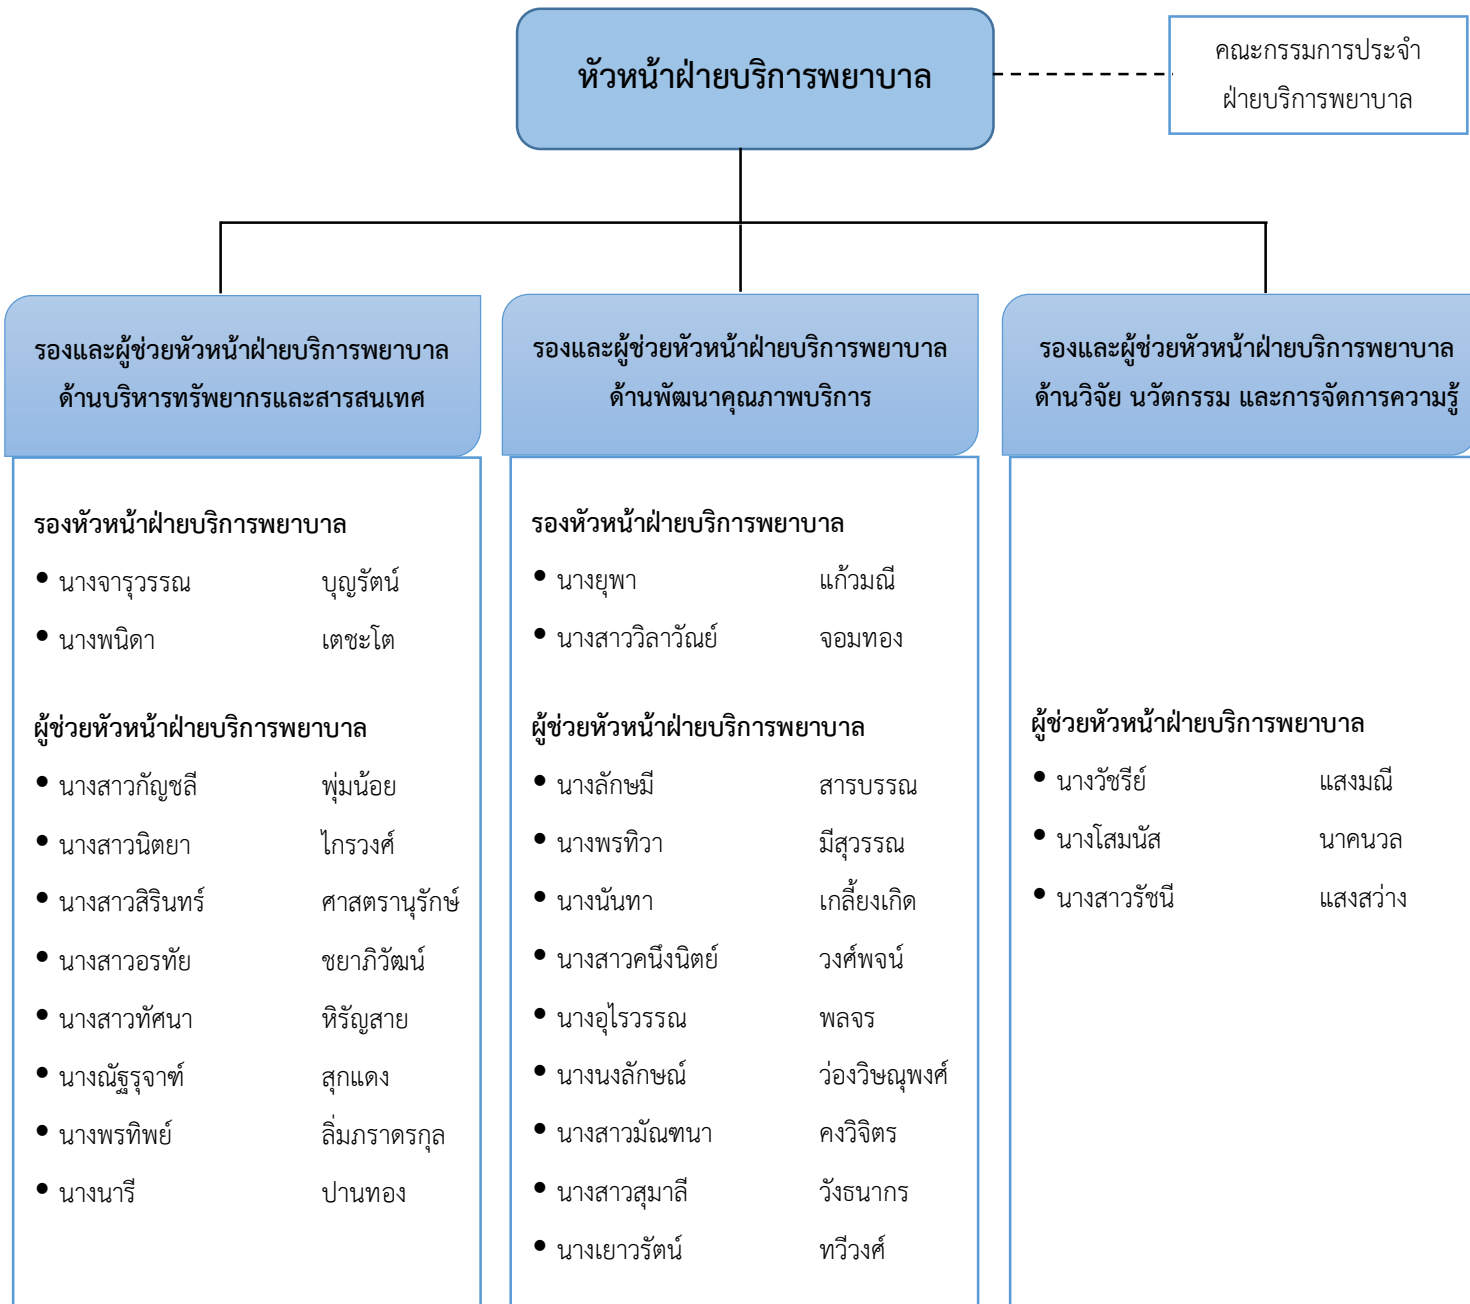 หัวหน้าฝ่ายบริการพยาบาล
คณะกรรมการประจำ
ฝ่ายบริการพยาบาล
รองและผู้ช่วยหัวหน้าฝ่ายบริการพยาบาล
ด้านบริหารทรัพยากรและสารสนเทศ
รองหัวหน้าฝ่ายบริการพยาบาล
• นางจารุวรรณ บุญรัตน์
• นางพนิดา เตชะโต
ผู้ช่วยหัวหน้าฝ่ายบริการพยาบาล
• นางสาวกัญชลี พุ่มน้อย
• นางสาวนิตยา ไกรวงศ์
• นางสาวสิรินทร์ ศาสตรานุรักษ์
• นางสาวอรทัย ชยาภิวัฒน์
• นางสาวทัศนา หิรัญสาย
• นางณัฐรุจาฑ์ สุกแดง
• นางพรทิพย์ ลิ่มภราดรกุล
• นางนารี ปานทอง
รองและผู้ช่วยหัวหน้าฝ่ายบริการพยาบาล
ด้านพัฒนาคุณภาพบริการ
รองหัวหน้าฝ่ายบริการพยาบาล
• นางยุพา แก้วมณี
• นางสาววิลาวัณย์ จอมทอง
ผู้ช่วยหัวหน้าฝ่ายบริการพยาบาล
• นางลักษมี สารบรรณ
• นางพรทิวา มีสุวรรณ
• นางนันทา เกลี้ยงเกิด
• นางสาวคนึงนิตย์ วงศ์พจน์
• นางอุไรวรรณ พลจร
• นางนงลักษณ์ ว่องวิษณุพงศ์
• นางสาวมัณฑนา คงวิจิตร
• นางสาวสุมาลี วังธนากร
• นางเยาวรัตน์ ทวีวงศ์
รองและผู้ช่วยหัวหน้าฝ่ายบริการพยาบาล
ด้านวิจัย นวัตกรรม และการจัดการความรู้
ผู้ช่วยหัวหน้าฝ่ายบริการพยาบาล
• นางวัชรีย์ แสงมณี
• นางโสมนัส นาคนวล
• นางสาวรัชนี แสงสว่าง